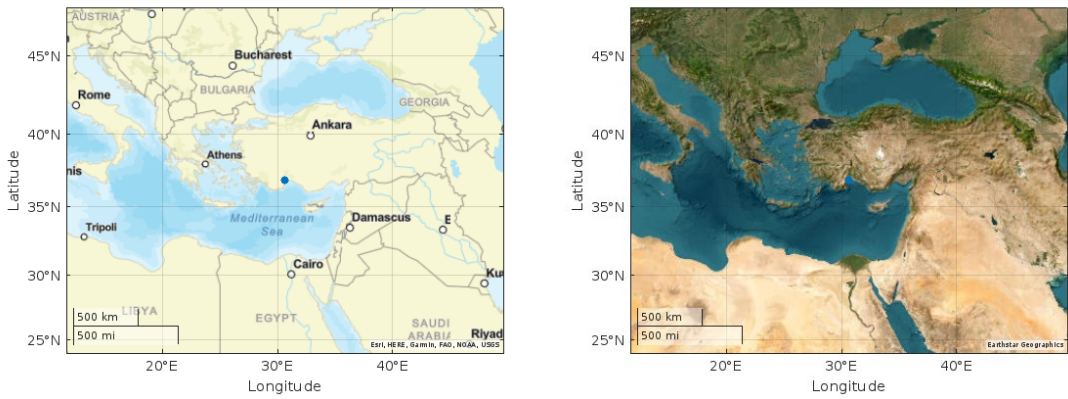 AUSTRIA
45°N
Bucharest
BULGARIA
Rome
GEORGIA
40°N
Ankara
Athens
nis
35°N
Mediterranean
Sea
Damascus
E
Tripoli
30°N
Cairo
Ku
500 km
LIBYA
500 mi
EGYPT
SAUDI
ARABIA
Riyad
25°N
Esri, HERE, Garmin, FAO, NOAA, USGS
20°E
30°E
40°E
Longitude
Latitude
45°N
40°N
35°N
30°N
500 km
500 mi
25°N
Earthstar Geographics
20°E
30°E
40°E
Longitude
Latitude